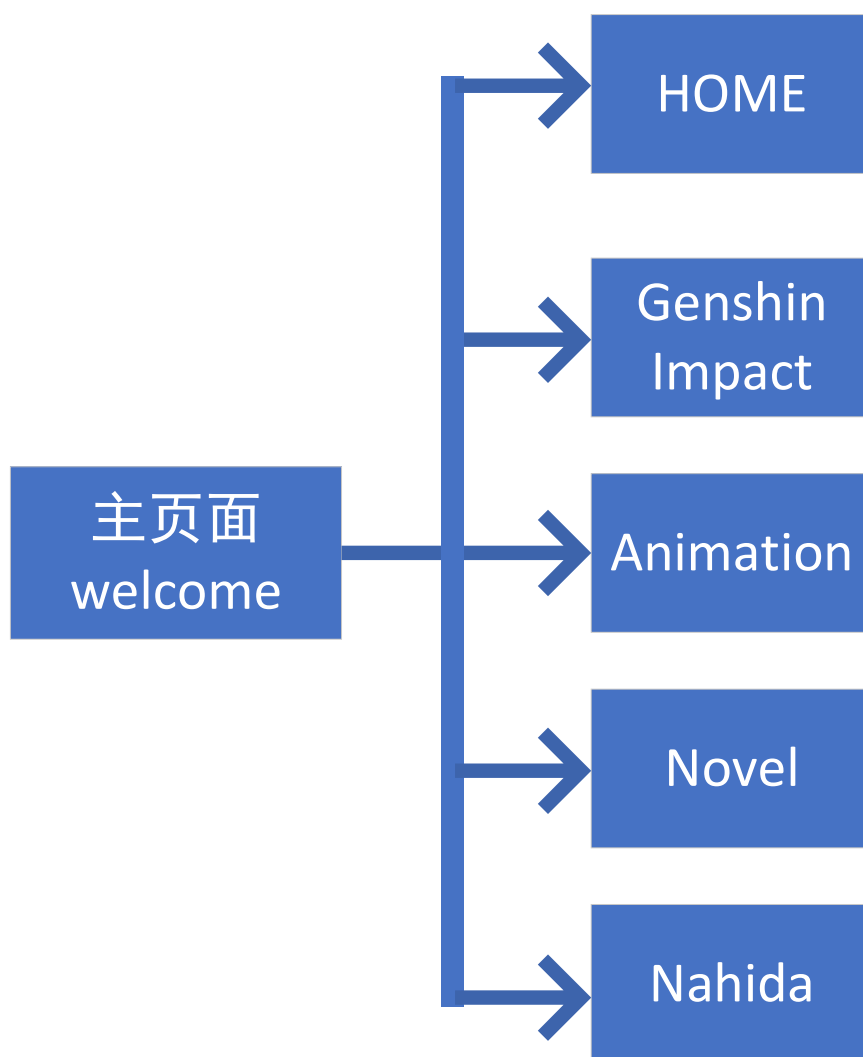 HOME
Genshin
Impact
主页面
welcome
Animation
Novel
Nahida